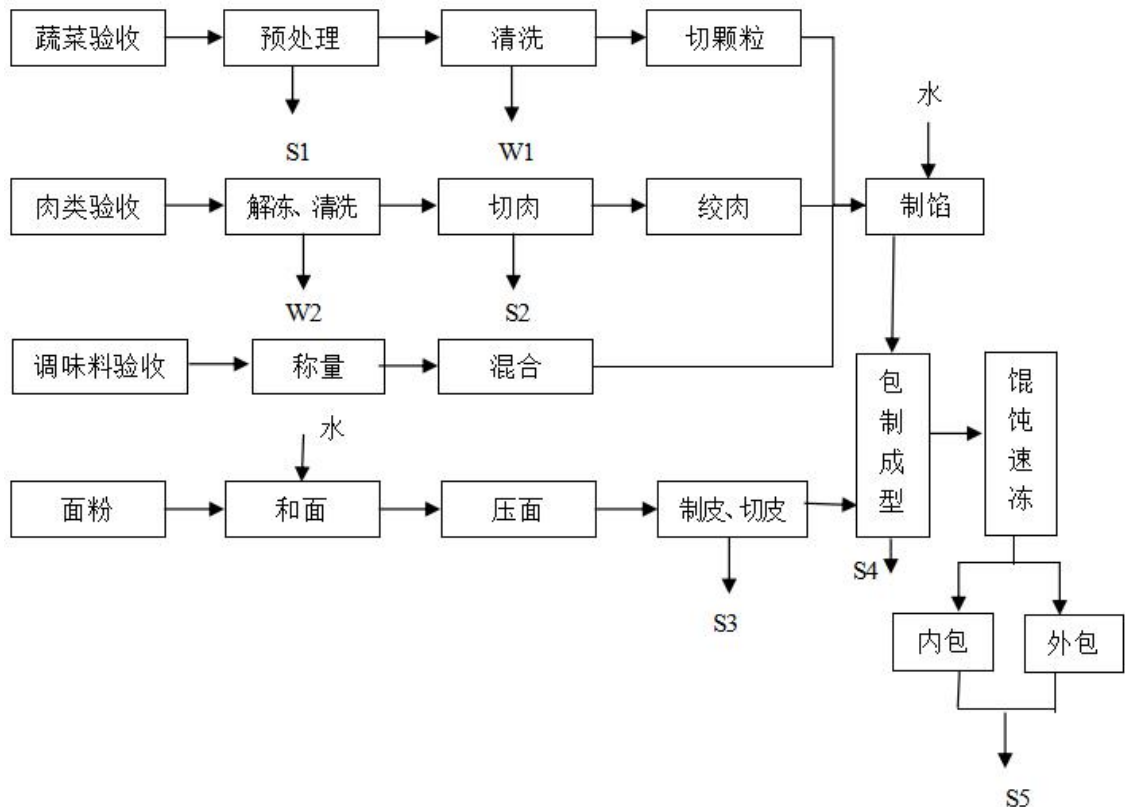 蔬菜验收
预处理
清洗
切颗粒
水
S1
W1
肉类验收
解冻、清洗
切肉
绞肉
制馅
W2
S2
调味料验收
称量
混合
包制成型
馄饨速冻
水
面粉
和面
压面
制皮、切皮
S4
S3
内包
外包
S5